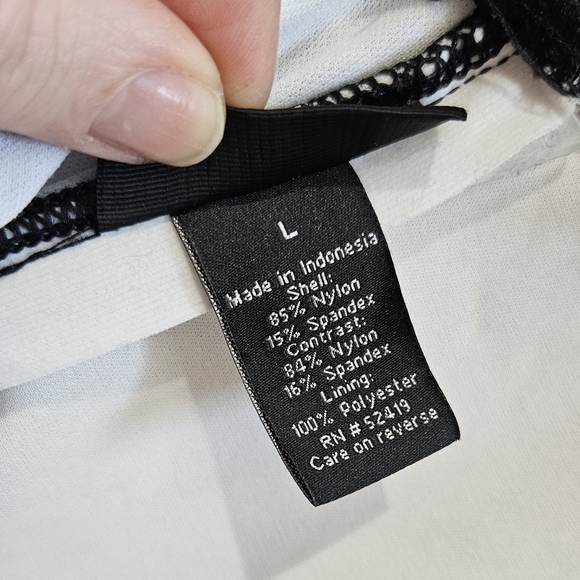 L
Made in Indonesia
Shell:
85% Nylon
15% Spandex
Contrast:
84% Nylon
16% Spandex
Lining:
100% Polyester
RN # 52419
Care on reverse